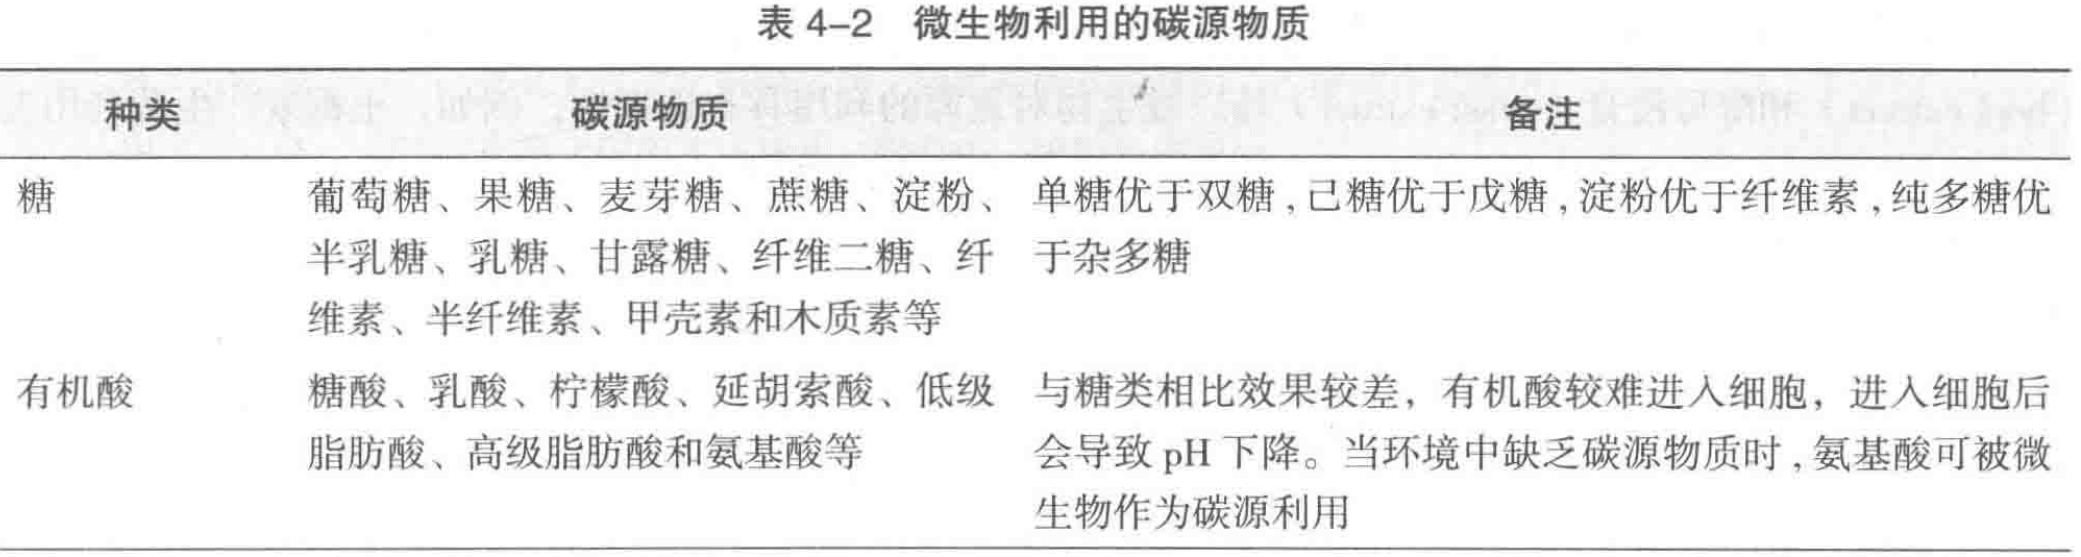 表 4–2 微生物利用的碳源物质
种类 碳源物质 备注
糖 葡萄糖、果糖、麦芽糖、蔗糖、淀粉、 单糖优于双糖,己糖优于戊糖,淀粉优于纤维素,纯多糖优
半乳糖、乳糖、甘露糖、纤维二糖、纤 于杂多糖
维素、半纤维素、甲壳素和木质素等
有机酸 糖酸、乳酸、柠檬酸、延胡索酸、低级 与糖类相比效果较差，有机酸较难进入细胞，进入细胞后
脂肪酸、高级脂肪酸和氨基酸等 会导致 pH 下降。当环境中缺乏碳源物质时,氨基酸可被微
生物作为碳源利用